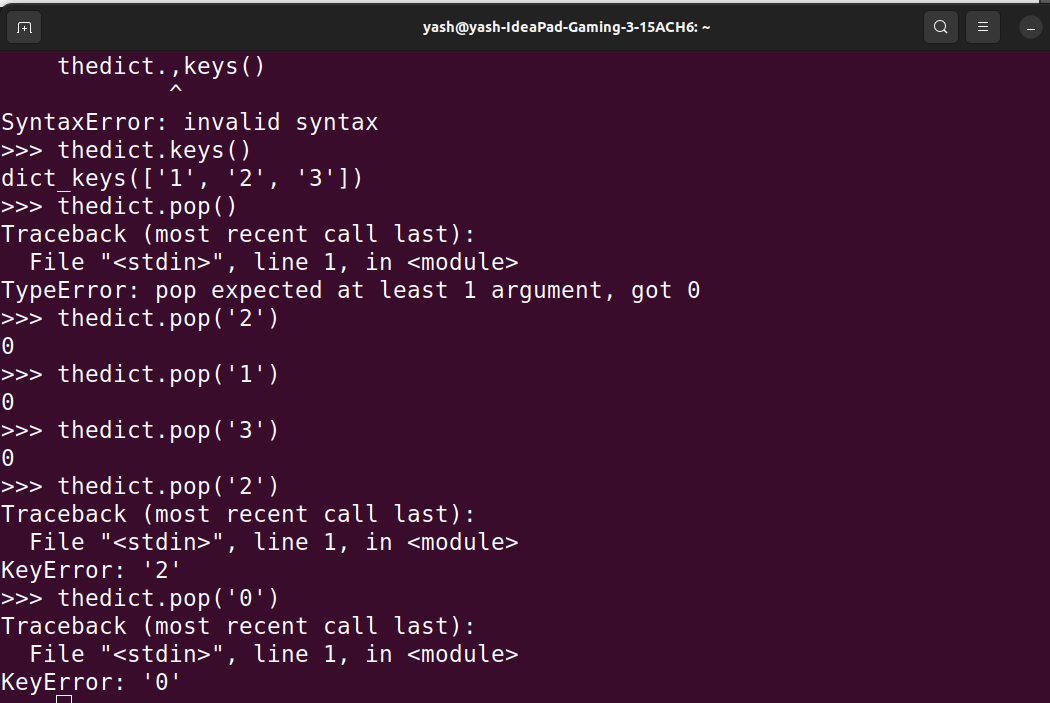 yash@yash-IdeaPad-Gaming-3-15ACH6: ~
    thedict.,keys()
            ^
SyntaxError: invalid syntax
>>> thedict.keys()
dict_keys(['1', '2', '3'])
>>> thedict.pop()
Traceback (most recent call last):
  File "<stdin>", line 1, in <module>
TypeError: pop expected at least 1 argument, got 0
>>> thedict.pop('2')
0
>>> thedict.pop('1')
0
>>> thedict.pop('3')
0
>>> thedict.pop('2')
Traceback (most recent call last):
  File "<stdin>", line 1, in <module>
KeyError: '2'
>>> thedict.pop('0')
Traceback (most recent call last):
  File "<stdin>", line 1, in <module>
KeyError: '0'